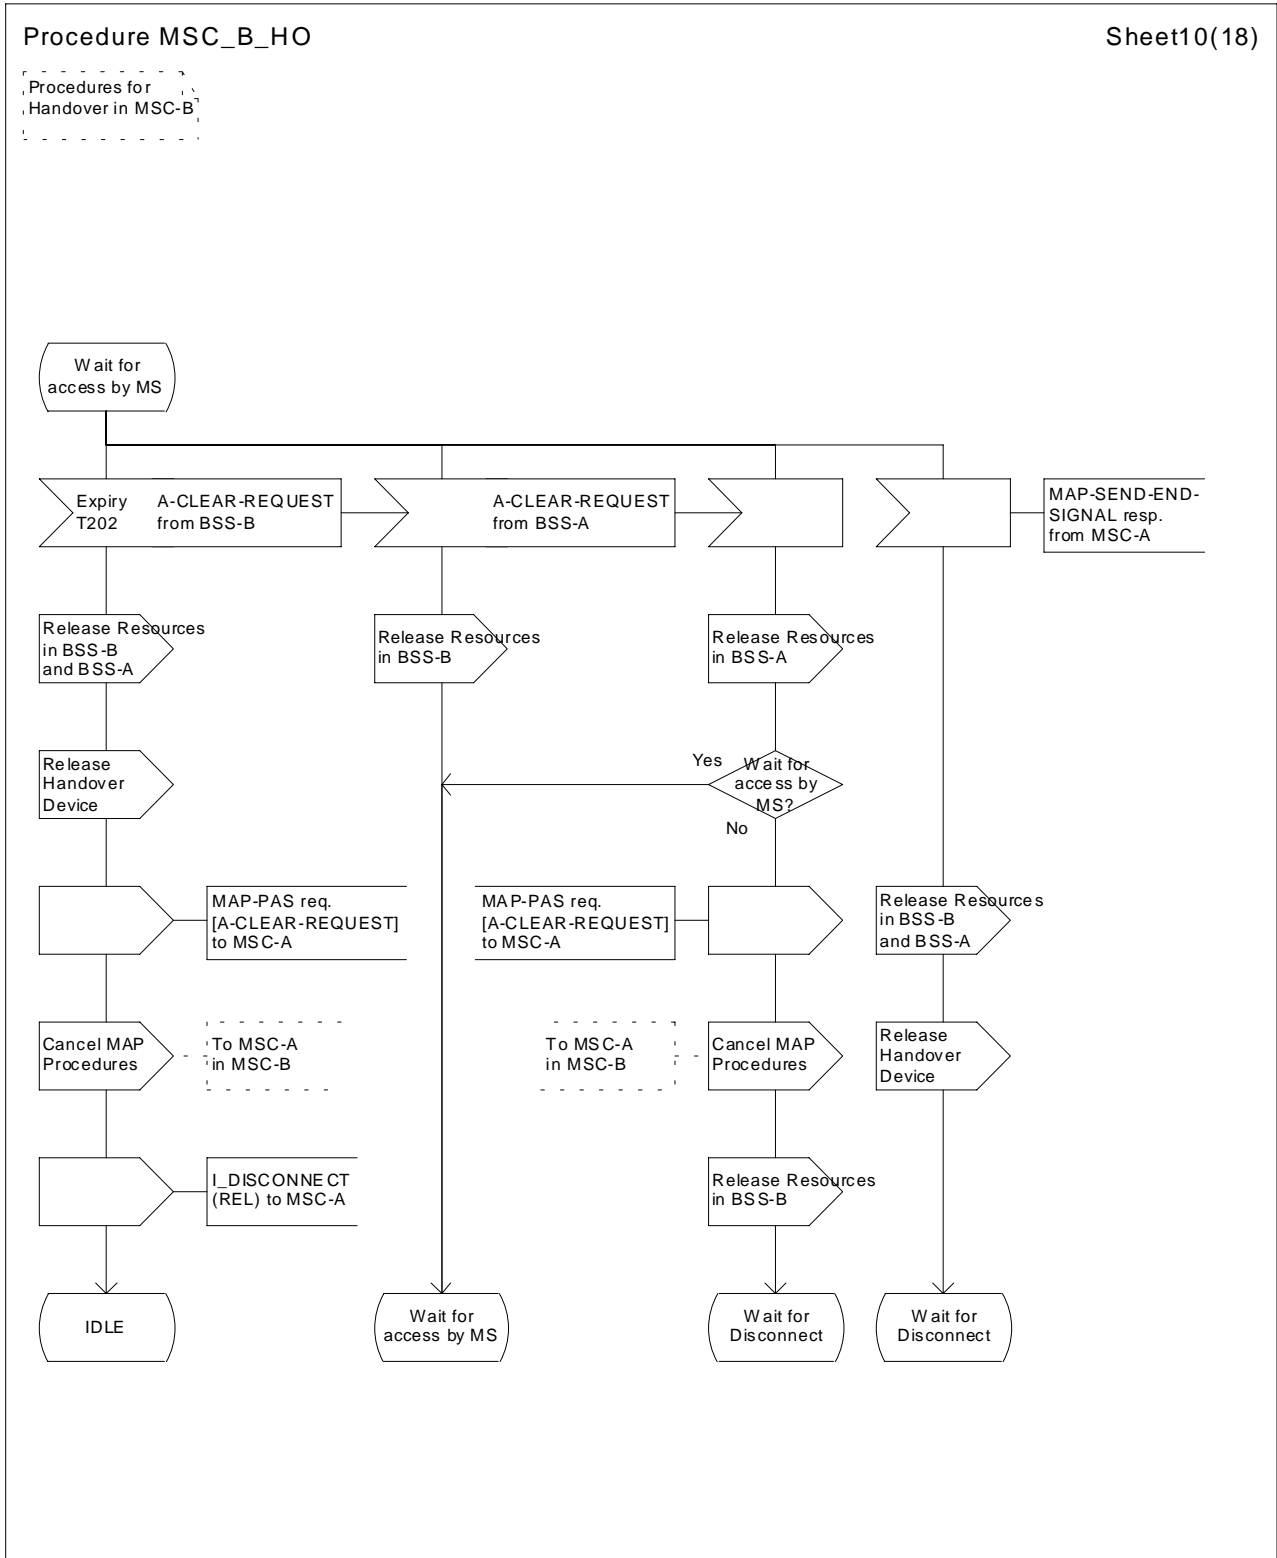 Procedure MSC_B_HO
Sheet10(18)
Procedures for
Handover in MSC-B
Wait for
access by MS
Expiry
T202
A-CLEAR-REQUEST
from BSS-B
A-CLEAR-REQUEST
from BSS-A
MAP-SEND-END-
SIGNAL resp.
from MSC-A
Release Resources
in BSS-B
and BSS-A
Release Resources
in BSS-B
Release Resources
in BSS-A
Release
Handover
Device
Yes
Wait for
access by
MS?
No
MAP-PAS req.
[A-CLEAR-REQUEST]
to MSC-A
MAP-PAS req.
[A-CLEAR-REQUEST]
to MSC-A
Release Resources
in BSS-B
and BSS-A
Cancel MAP
Procedures
To MSC-A
in MSC-B
To MSC-A
in MSC-B
Cancel MAP
Procedures
Release
Handover
Device
I_DISCONNECT
(REL) to MSC-A
Release Resources
in BSS-B
IDLE
Wait for
access by MS
Wait for
Disconnect
Wait for
Disconnect